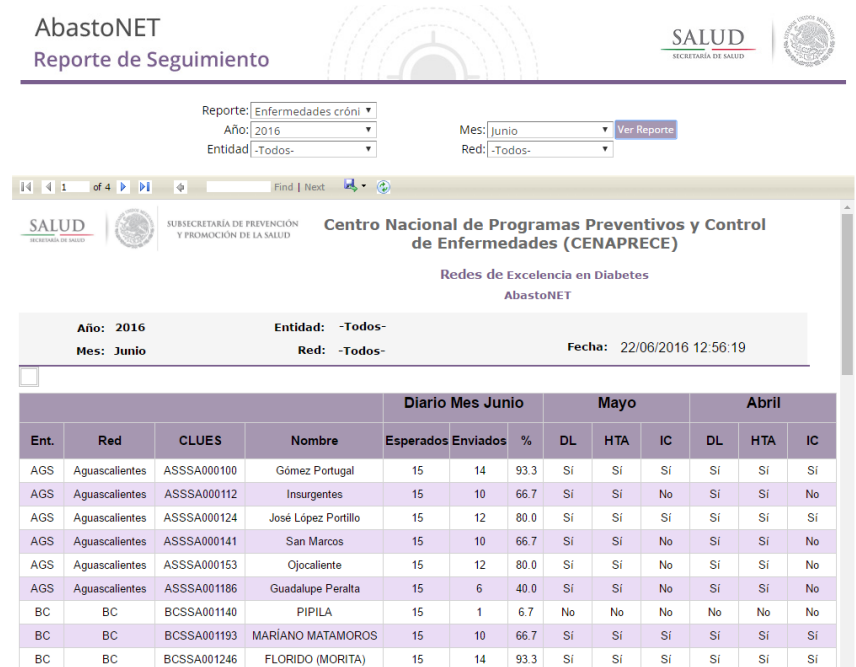 AbastoNET
Reporte de Seguimiento
SALUD
SECRETARÍA DE SALUD
Reporte: Enfermedades cróni
Año: 2016 Mes: Junio Ver Reporte
Entidad -Todos- Red: -Todos-
1 of 4 Find | Next
SALUD
SECRETARÍA DE SALUD
SUBSECRETARÍA DE PREVENCIÓN
Y PROMOCIÓN DE LA SALUD
Centro Nacional de Programas Preventivos y Control
de Enfermedades (CENAPRECE)
Redes de Excelencia en Diabetes
AbastoNET
Año: 2016 Entidad: -Todos-
Mes: Junio Red: -Todos- Fecha: 22/06/2016 12:56:19
Diario Mes Junio Mayo Abril
Ent. Red CLUES Nombre Esperados Enviados % DL HTA IC DL HTA IC
AGS Aguascalientes ASSSA000100 Gómez Portugal 15 14 93.3 Sí Sí Sí Sí Sí Sí
AGS Aguascalientes ASSSA000112 Insurgentes 15 10 66.7 Sí Sí No Sí Sí No
AGS Aguascalientes ASSSA000124 José López Portillo 15 12 80.0 Sí Sí Sí Sí Sí Sí
AGS Aguascalientes ASSSA000141 San Marcos 15 10 66.7 Sí Sí No Sí Sí No
AGS Aguascalientes ASSSA000153 Ojocaliente 15 12 80.0 Sí Sí No Sí Sí No
AGS Aguascalientes ASSSA001186 Guadalupe Peralta 15 6 40.0 Sí Sí No Sí Sí No
BC BC BCSSA001140 PIPILA 15 1 6.7 No No No No No No
BC BC BCSSA001193 MARÍANO MATAMOROS 15 10 66.7 Sí Sí Sí Sí Sí Sí
BC BC BCSSA001246 FLORIDO (MORITA) 15 14 93.3 Sí Sí Sí Sí Sí Sí